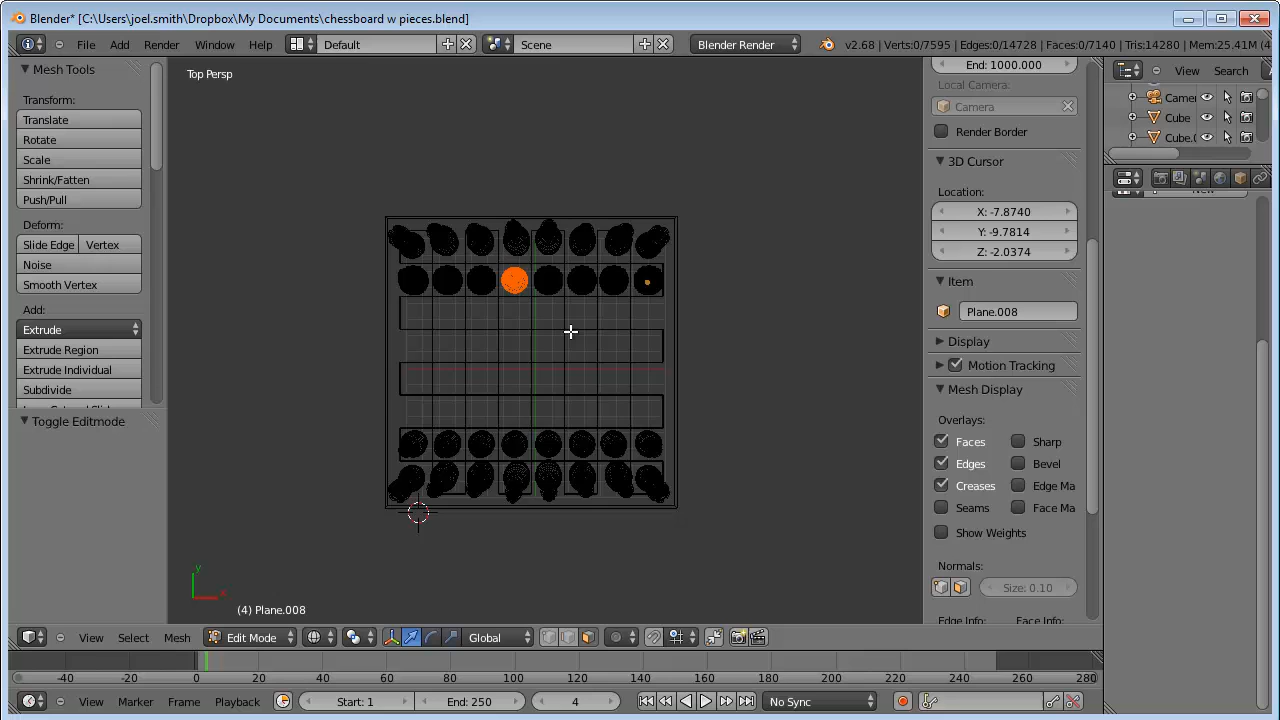 Blender* [C:\Users\joel.smith\Dropbox\My Documents\chessboard w pieces.blend]
File Add Render Window Help Default Scene Blender Render v2.68 | Verts:0/7595 | Edges:0/14728 | Faces:0/7140 | Tris:14280 | Mem:25.41M (4
Mesh Tools
Transform:
Translate
Rotate
Scale
Shrink/Fatten
Push/Pull
Deform:
Slide Edge Vertex
Noise
Smooth Vertex
Add:
Extrude
Extrude Region
Extrude Individual
Subdivide
Toggle Editmode
Top Persp
y
x
(4) Plane.008
End: 1000.000
Local Camera:
Camera
Render Border
3D Cursor
Location:
X: -7.8740
Y: -9.7814
Z: -2.0374
Item
Plane.008
Display
Motion Tracking
Mesh Display
Overlays:
Faces Sharp
Edges Bevel
Creases Edge Ma
Seams Face Ma
Show Weights
Normals:
Size: 0.10
Edge Info: Face Info:
View Search
Camer
Cube
Cube.(
New
View Select Mesh Edit Mode Global
-40 -20 0 20 40 60 80 100 120 140 160 180 200 220 240 260 280
View Marker Frame Playback Start: 1 End: 250 4 No Sync